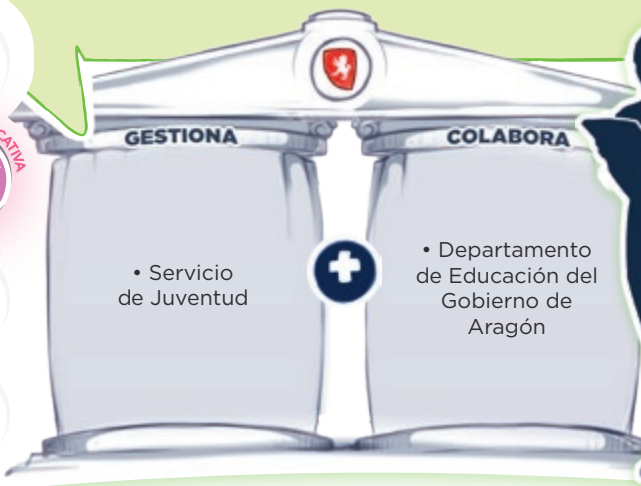 GESTIONA
• Servicio
de Juventud
COLABORA
• Departamento
de Educación del
Gobierno de
Aragón